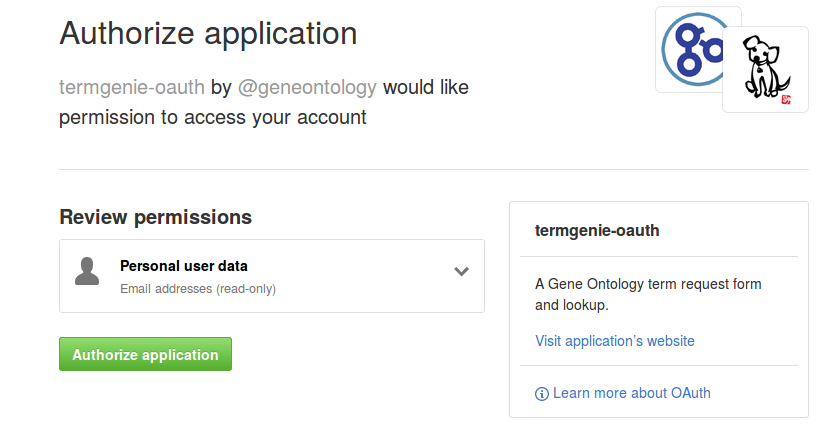 Authorize application
termgenie-oauth by @geneontology would like
permission to access your account
Review permissions
Personal user data
Email addresses (read-only)
Authorize application
termgenie-oauth
A Gene Ontology term request form
and lookup.
Visit application's website
Learn more about OAuth